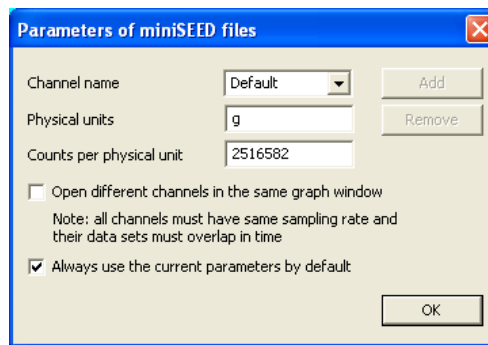 Parameters of miniSEED files
Channel name Default Add
Physical units g Remove
Counts per physical unit 2516582
Open different channels in the same graph window
Note: all channels must have same sampling rate and
their data sets must overlap in time
Always use the current parameters by default
OK